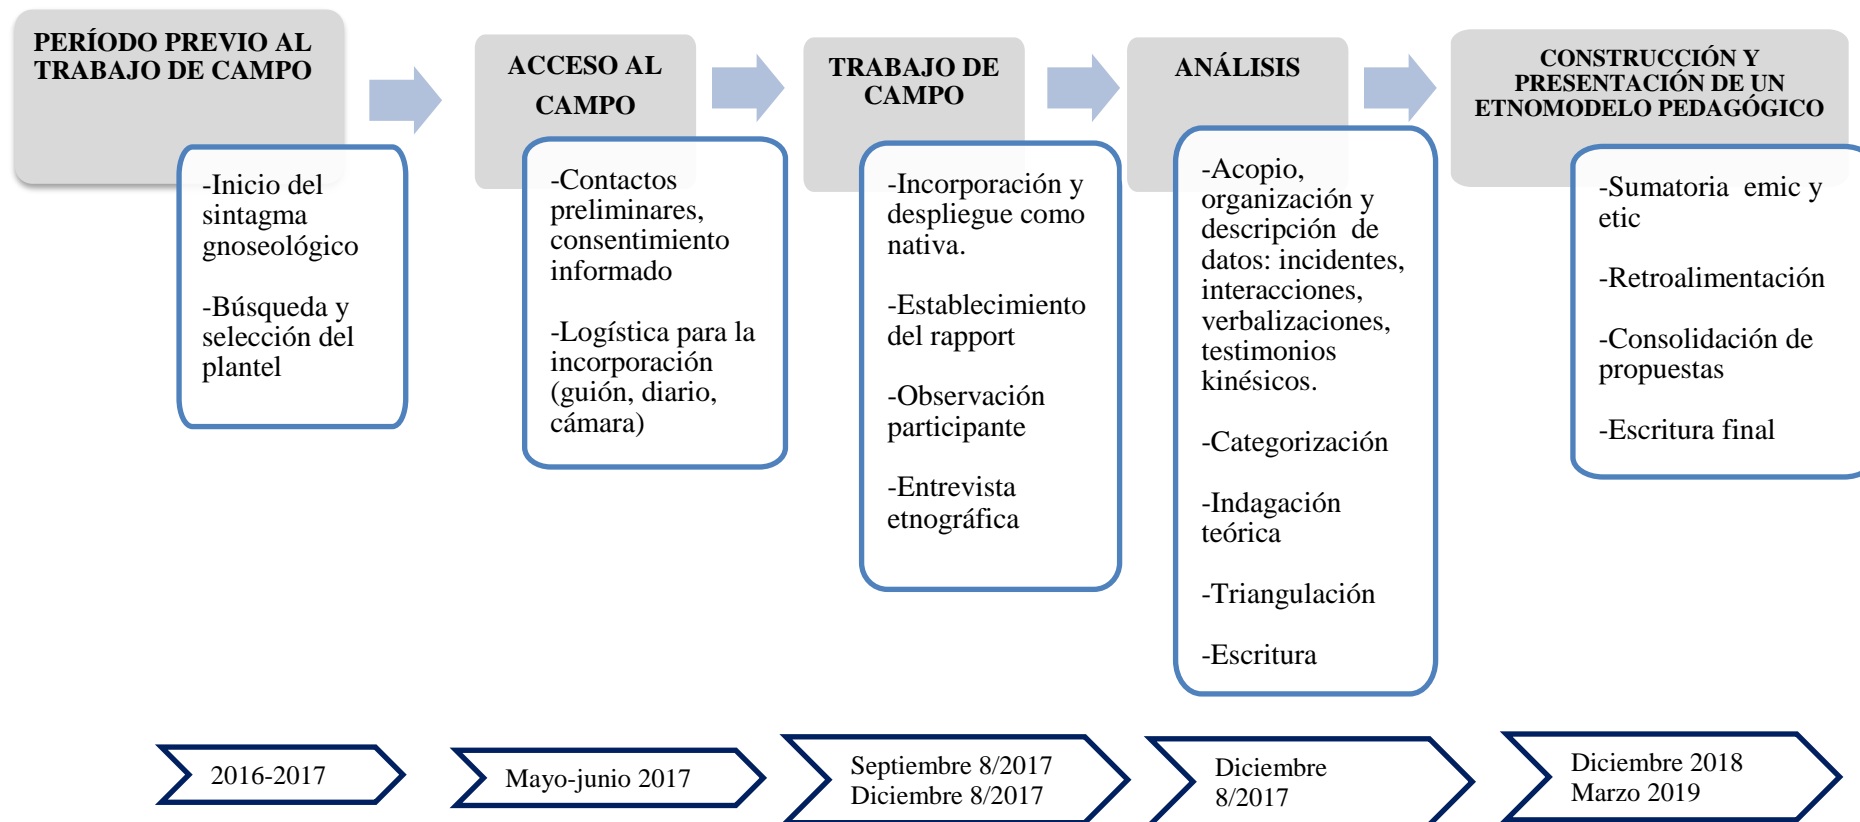 PERÍODO PREVIO AL
TRABAJO DE CAMPO
-Inicio del
sintagma
gnoseológico
-Búsqueda y
selección del
plantel
ACCESO AL
CAMPO
-Contactos
preliminares,
consentimiento
informado
-Logística para la
incorporación
(guión, diario,
cámara)
TRABAJO DE
CAMPO
-Incorporación y
despliegue como
nativa.
-Establecimiento
del rapport
-Observación
participante
-Entrevista
etnográfica
ANÁLISIS
-Acopio,
organización y
descripción de
datos: incidentes,
interacciones,
verbalizaciones,
testimonios
kinésicos.
-Categorización
-Indagación
teórica
-Triangulación
-Escritura
CONSTRUCCIÓN Y
PRESENTACIÓN DE UN
ETNOMODELO PEDAGÓGICO
-Sumatoria emic y
etic
-Retroalimentación
-Consolidación de
propuestas
-Escritura final
2016-2017
Mayo-junio 2017
Septiembre 8/2017
Diciembre 8/2017
Diciembre
8/2017
Diciembre 2018
Marzo 2019